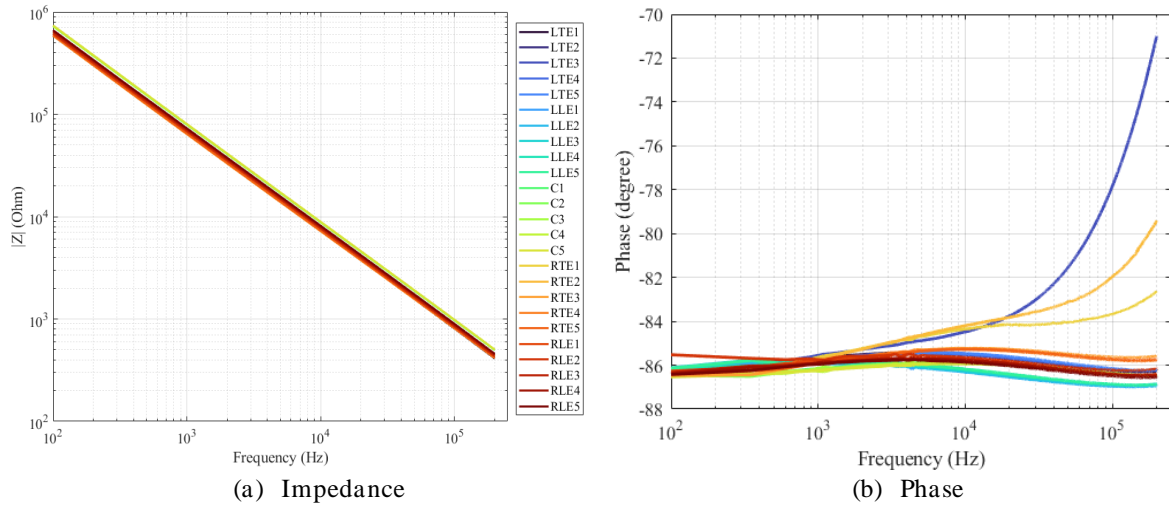 10^6
10^5
10^4
10^3
10^2
|Z| (Ohm)
10^2 10^3 10^4 10^5
Frequency (Hz)
LTE1
LTE2
LTE3
LTE4
LTE5
LLE1
LLE2
LLE3
LLE4
LLE5
C1
C2
C3
C4
C5
RTE1
RTE2
RTE3
RTE4
RTE5
RLE1
RLE2
RLE3
RLE4
RLE5
(a) Impedance
-70
-72
-74
-76
-78
-80
-82
-84
-86
-88
Phase (degree)
10^2 10^3 10^4 10^5
Frequency (Hz)
(b) Phase